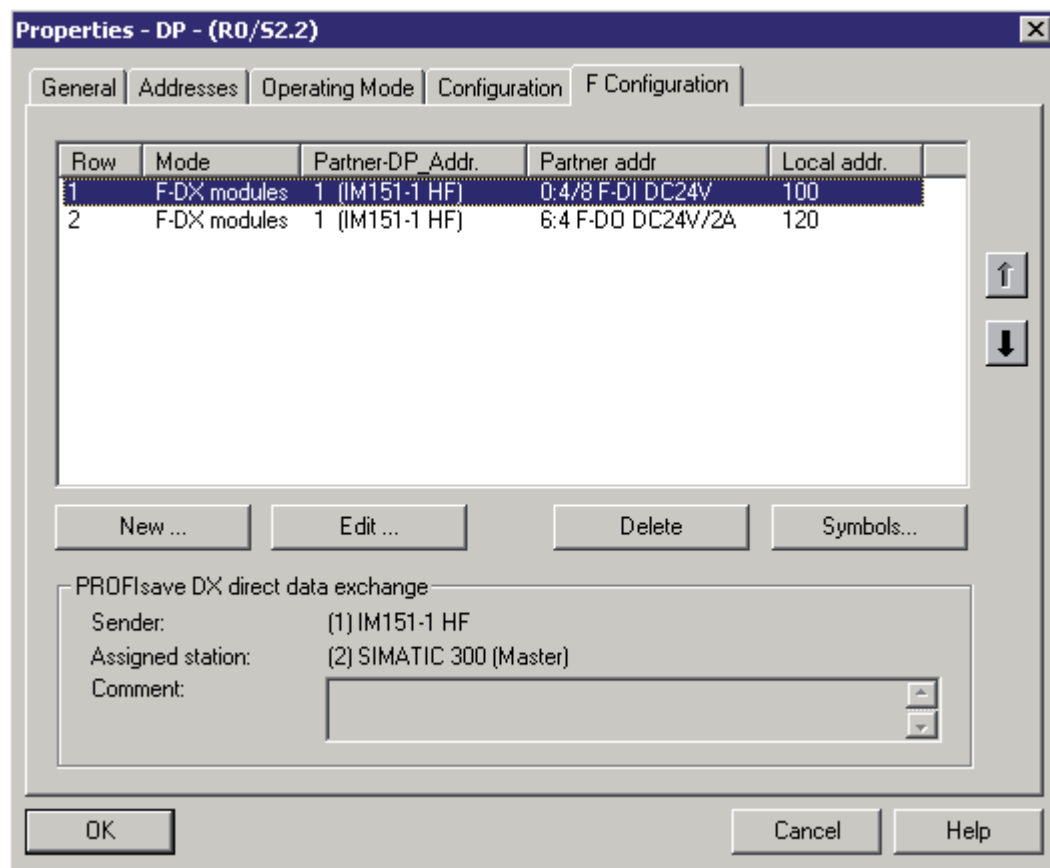 Properties - DP - (R0/S2.2)
General Addresses Operating Mode Configuration F Configuration
Row Mode Partner-DP_Addr. Partner addr Local addr.
1 F-DX modules 1 (IM151-1 HF) 0:4/8 F-DI DC24V 100
2 F-DX modules 1 (IM151-1 HF) 6:4 F-DO DC24V/2A 120
New ... Edit ... Delete Symbols...
PROFIsave DX direct data exchange
Sender: (1) IM151-1 HF
Assigned station: (2) SIMATIC 300 (Master)
Comment:
OK Cancel Help